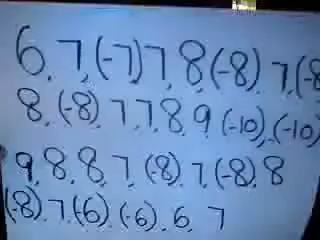 6, 7, (-7) 7, 8, (-8), 7, (-8
8, (-8), 7, 7, 8, 9 (-10), (-10)
9, 8, 8, 7, (-8), 7, (-8), 8
(-8), 7, (-6), (-6), 6, 7